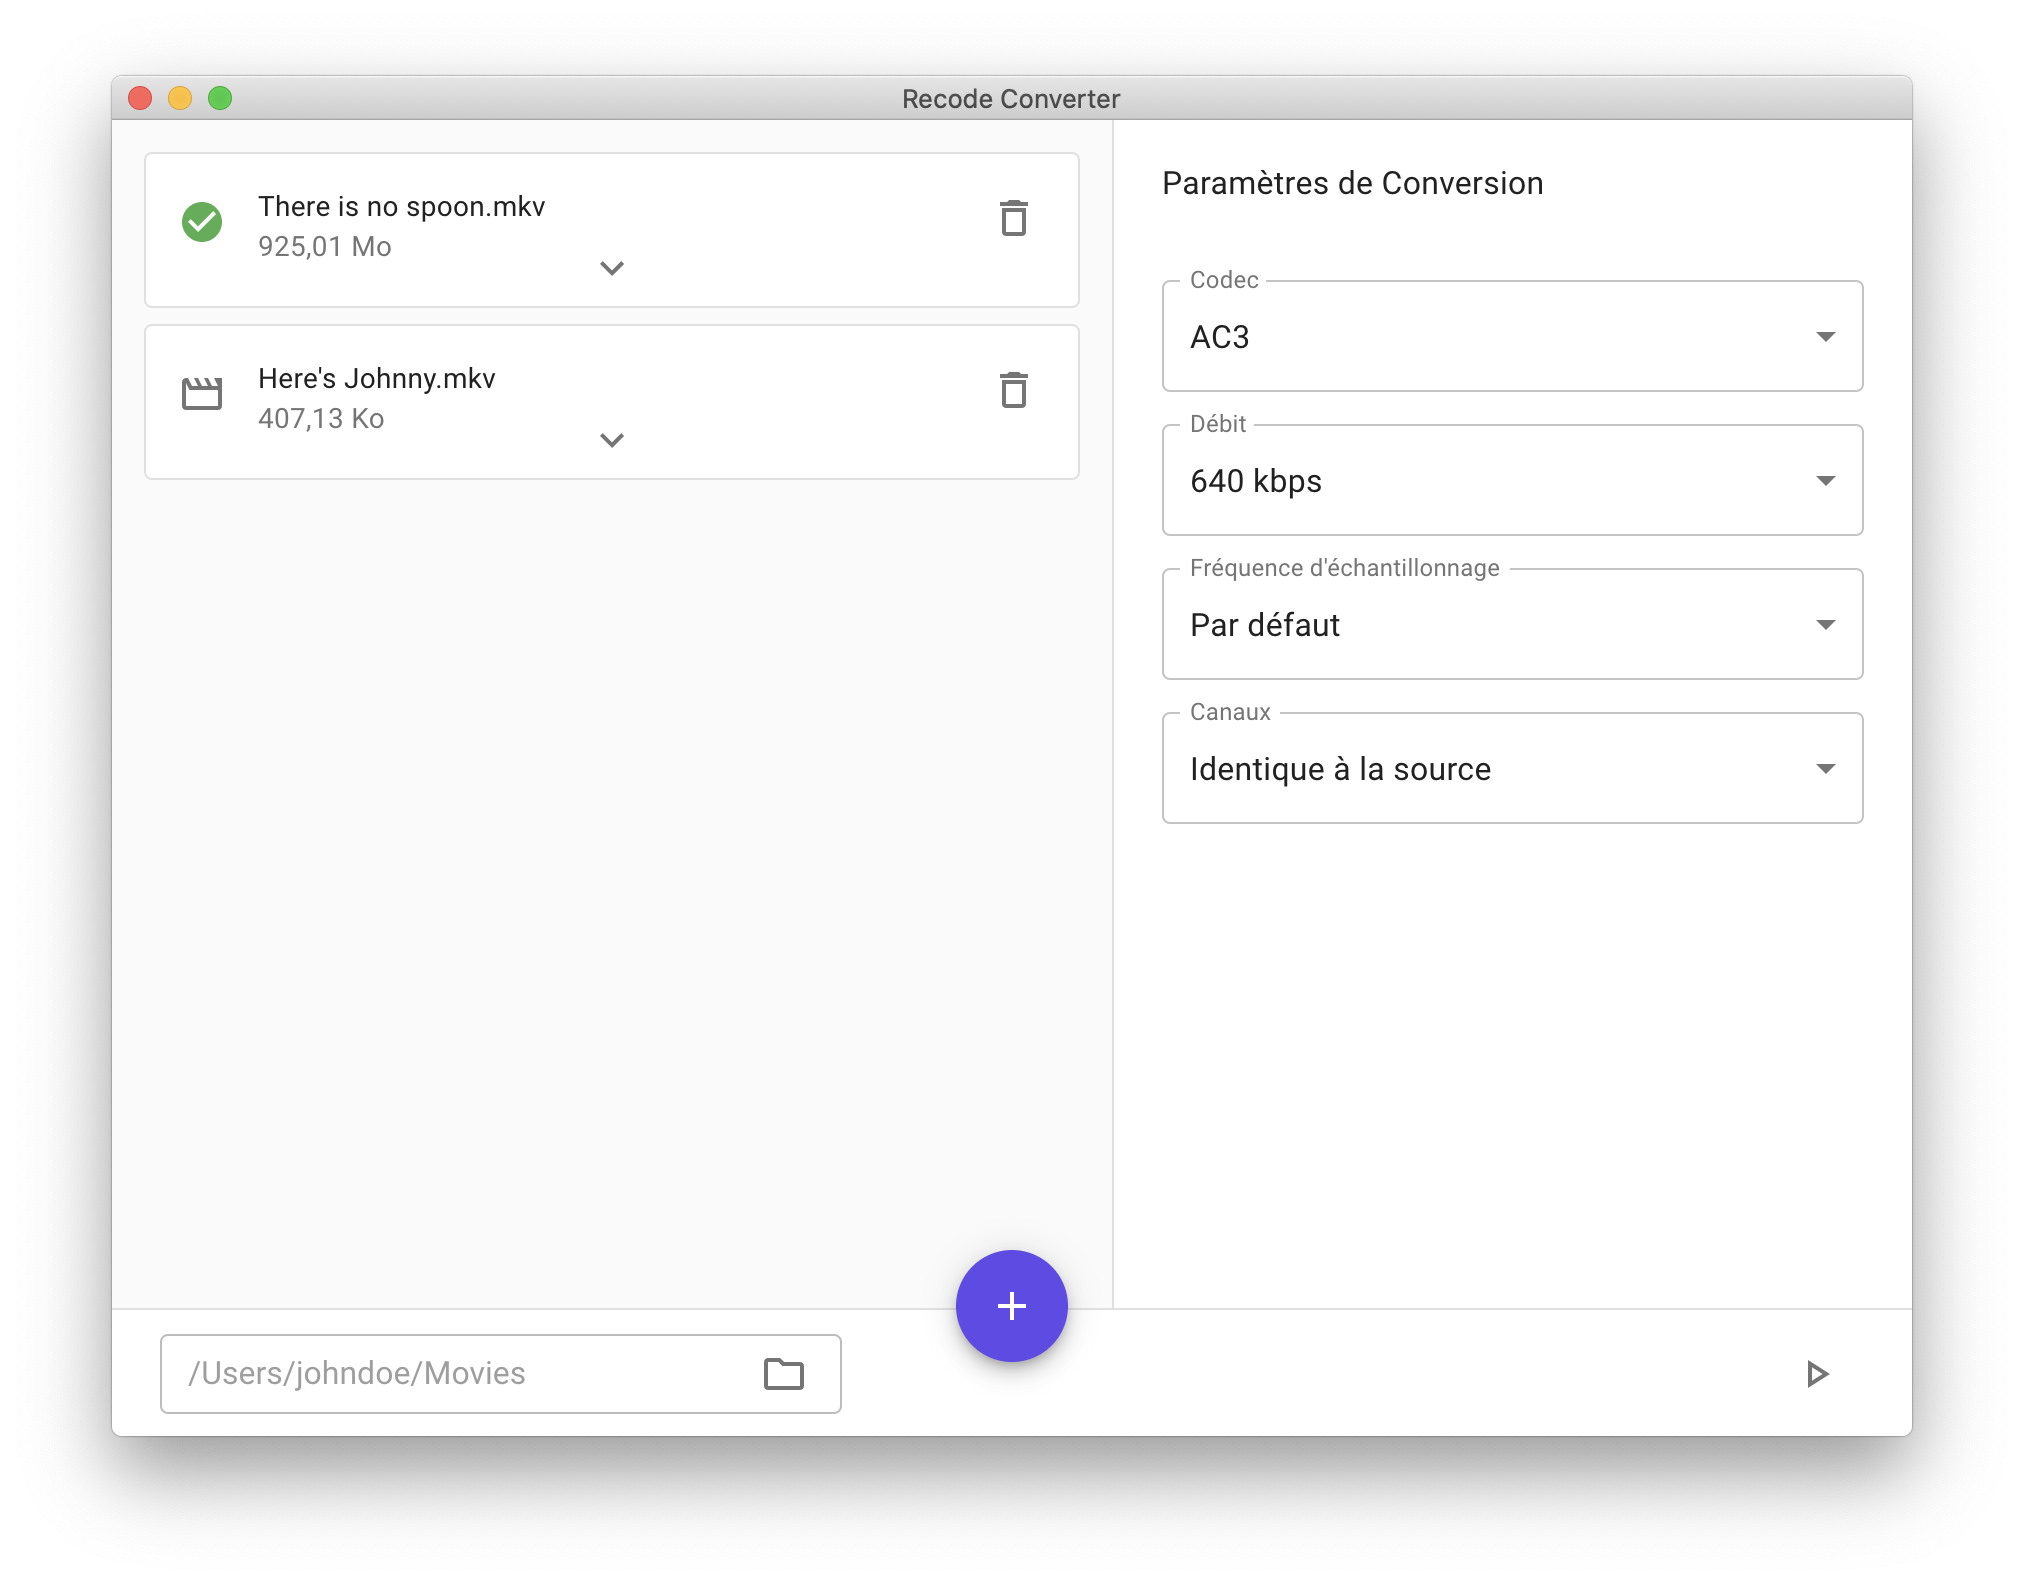 Recode Converter
There is no spoon.mkv
925,01 Mo
Here's Johnny.mkv
407,13 Ko
Paramètres de Conversion
Codec
AC3
Débit
640 kbps
Fréquence d'échantillonnage
Par défaut
Canaux
Identique à la source
/Users/johndoe/Movies